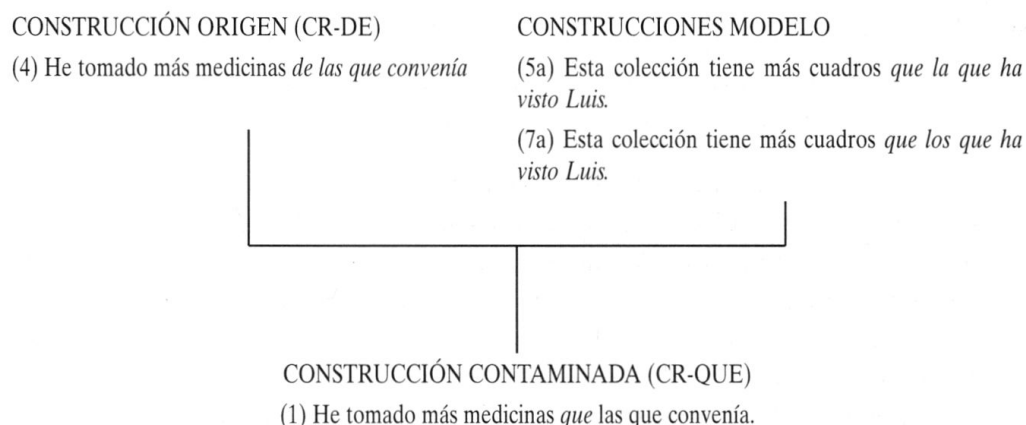 CONSTRUCCIÓN ORIGEN (CR-DE)
(4) He tomado más medicinas de las que convenía
CONSTRUCCIONES MODELO
(5a) Esta colección tiene más cuadros que la que ha
visto Luis.
(7a) Esta colección tiene más cuadros que los que ha
visto Luis.
CONSTRUCCIÓN CONTAMINADA (CR-QUE)
(1) He tomado más medicinas que las que convenía.